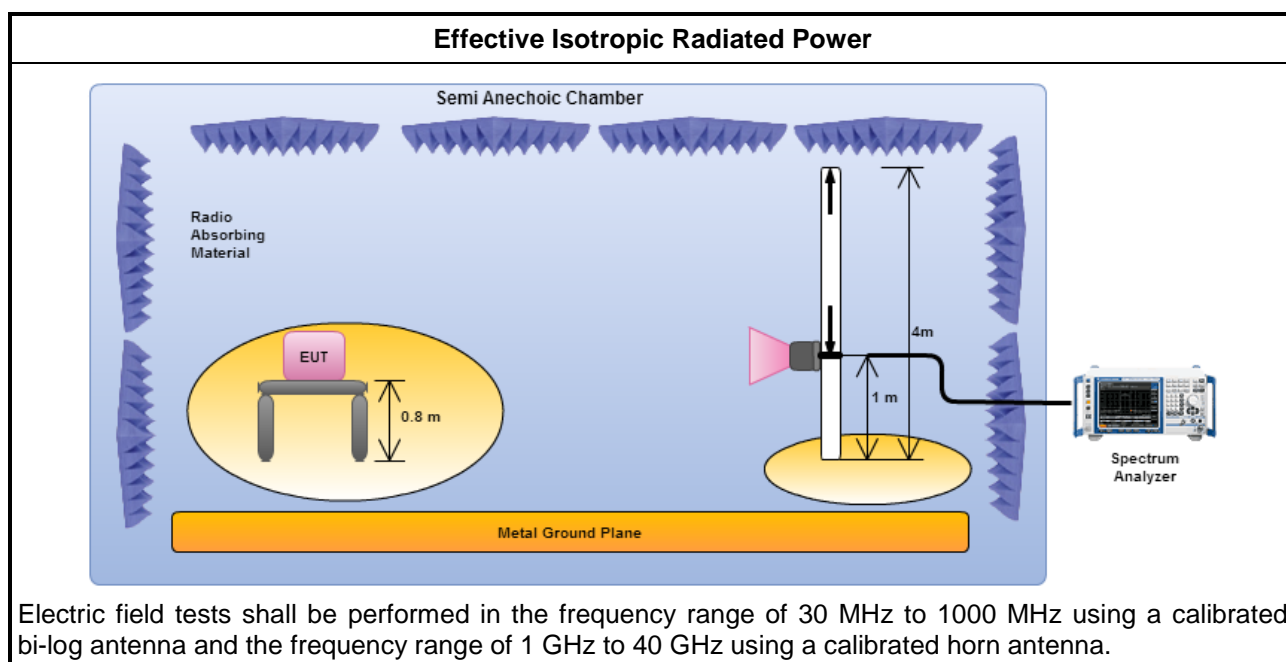 Effective Isotropic Radiated Power
Semi Anechoic Chamber
Radio
Absorbing
Material
EUT
0.8 m
4m
1 m
Spectrum
Analyzer
Metal Ground Plane
Electric field tests shall be performed in the frequency range of 30 MHz to 1000 MHz using a calibrated
bi-log antenna and the frequency range of 1 GHz to 40 GHz using a calibrated horn antenna.